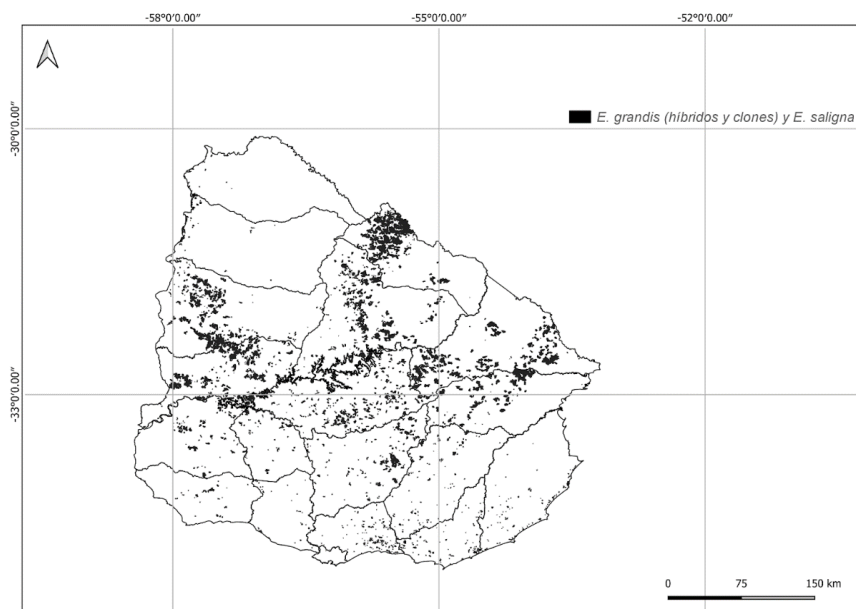 -58°0'0.00″ -55°0'0.00″ -52°0'0.00″
-30°0'0.00″
E. grandis (híbridos y clones) y E. saligna
-33°0'0.00″
0 75 150 km